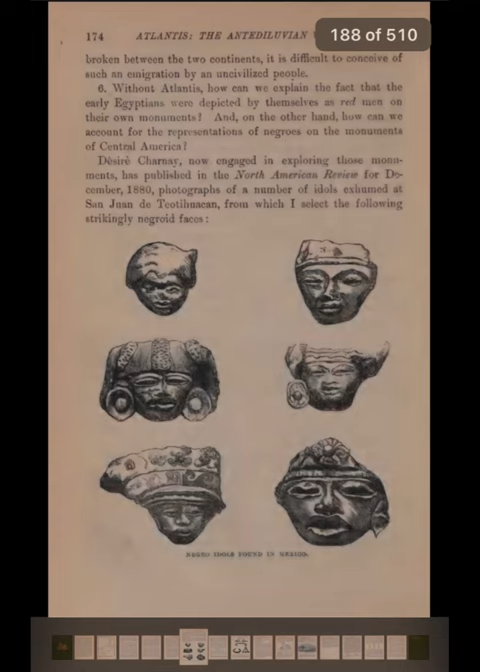 188 of 510
174 ATLANTIS: THE ANTEDILUVIAN
broken between the two continents, it is difficult to conceive of
such an emigration by an uncivilized people.
6. Without Atlantis, how can we explain the fact that the
early Egyptians were depicted by themselves as red men on
their own monuments? And, on the other hand, how can we
account for the representations of negroes on the monuments
of Central America?
Dèsirè Charnay, now engaged in exploring those monu-
ments, has published in the North American Review for De-
cember, 1880, photographs of a number of idols exhumed at
San Juan de Teotihuacan, from which I select the following
strikingly negroid faces:
NEGRO IDOLS FOUND IN MEXICO.